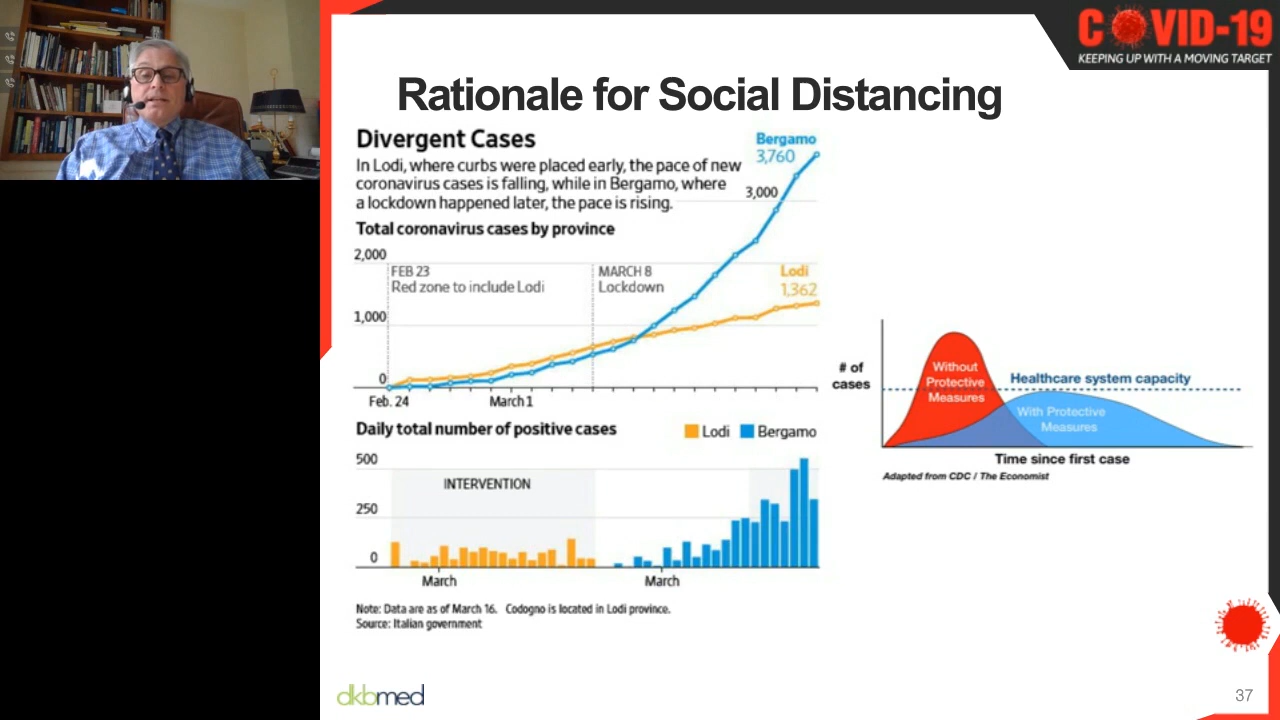 COVID-19
KEEPING UP WITH A MOVING TARGET
Rationale for Social Distancing
Divergent Cases
In Lodi, where curbs were placed early, the pace of new
coronavirus cases is falling, while in Bergamo, where
a lockdown happened later, the pace is rising.
Total coronavirus cases by province
Bergamo
3,760
3,000
2,000
FEB 23
Red zone to include Lodi
MARCH 8
Lockdown
Lodi
1,362
1,000
0
Feb. 24
March 1
Daily total number of positive cases
Lodi
Bergamo
500
INTERVENTION
250
0
March
March
Note: Data are as of March 16. Codogno is located in Lodi province.
Source: Italian government
# of
cases
Without
Protective
Measures
Healthcare system capacity
With Protective
Measures
Time since first case
Adapted from CDC / The Economist
dkbmed
37